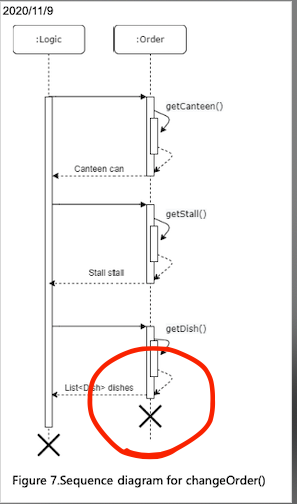 2020/11/9
:Logic
:Order
getCanteen()
Canteen can
getStall()
Stall stall
getDish()
List<Dish> dishes
Figure 7.Sequence diagram for changeOrder()